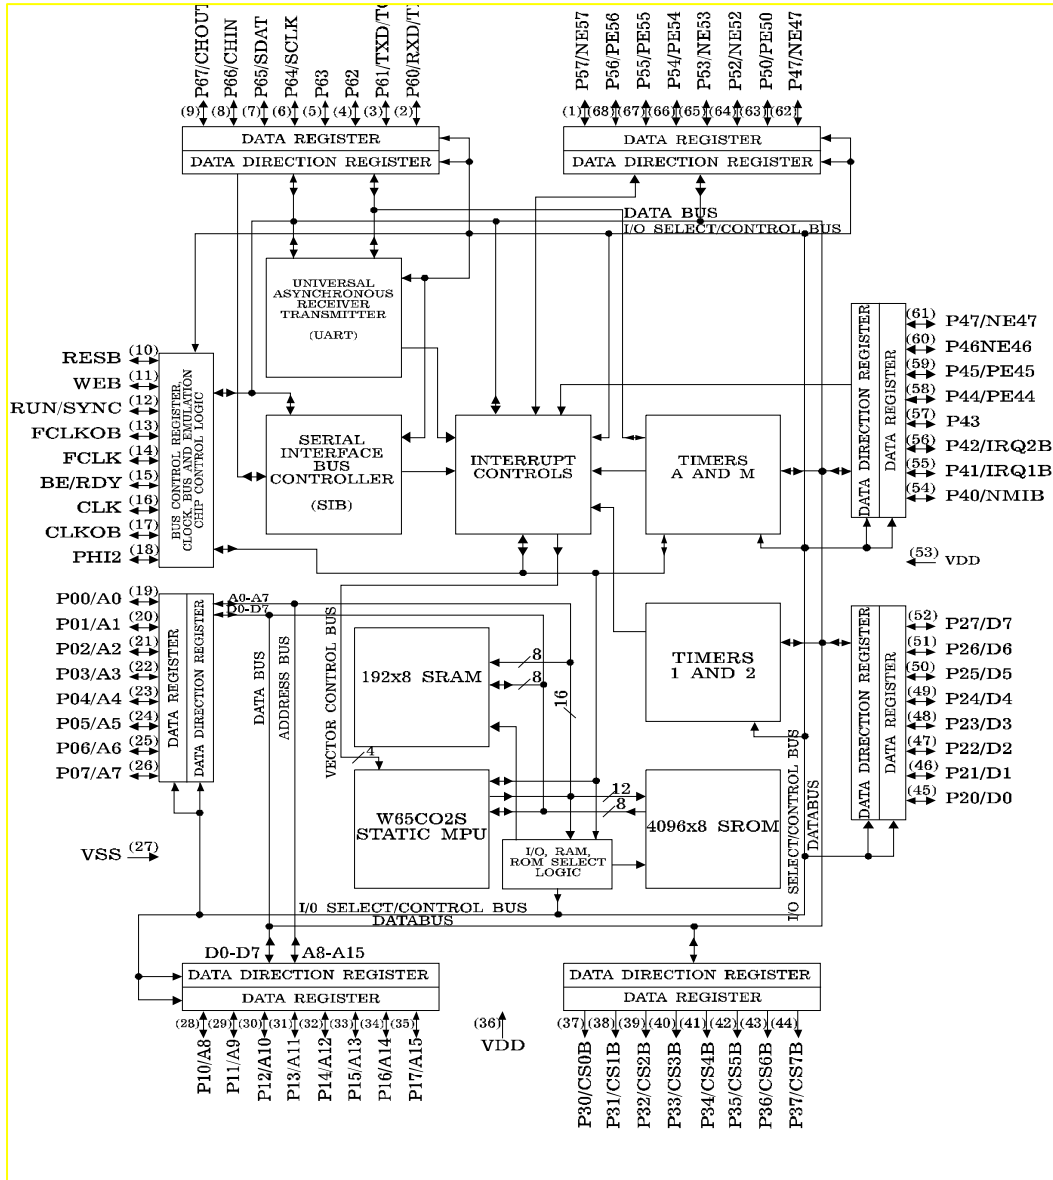 P67/CHOUT
P66/CHIN
P65/SDAT
P64/SCLK
P63
P62
P61/TXD/TO
P60/RXD/TI
P57/NE57
P56/PE56
P55/PE55
P54/PE54
P53/NE53
P52/NE52
P50/PE50
P47/NE47
(9) (8) (7) (6) (5) (4) (3) (2)
(1) (68) (67) (66) (65) (64) (63) (62)
DATA REGISTER
DATA DIRECTION REGISTER
DATA REGISTER
DATA DIRECTION REGISTER
DATA BUS
I/O SELECT/CONTROL BUS
UNIVERSAL
ASYNCHRONOUS
RECEIVER
TRANSMITTER
(UART)
(10)
RESB
(11)
WEB
(12)
RUN/SYNC
(13)
FCLKOB
(14)
FCLK
(15)
BE/RDY
(16)
CLK
(17)
CLKOB
(18)
PHI2
BUS CONTROL REGISTER,
CLOCK, BUS AND EMULATION
CHIP CONTROL LOGIC
SERIAL
INTERFACE
BUS
CONTROLLER
(SIB)
INTERRUPT
CONTROLS
TIMERS
A AND M
DATA DIRECTION REGISTER
DATA REGISTER
(61)
P47/NE47
(60)
P46NE46
(59)
P45/PE45
(58)
P44/PE44
(57)
P43
(56)
P42/IRQ2B
(55)
P41/IRQ1B
(54)
P40/NMIB
(53)
VDD
(19)
P00/A0
(20)
P01/A1
(21)
P02/A2
(22)
P03/A3
(23)
P04/A4
(24)
P05/A5
(25)
P06/A6
(26)
P07/A7
(27)
VSS
DATA REGISTER
DATA DIRECTION REGISTER
A0-A7
D0-D7
DATA BUS
ADDRESS BUS
VECTOR CONTROL BUS
192x8 SRAM
8
8
16
4
TIMERS
1 AND 2
W65CO2S
STATIC MPU
12
8
4096x8 SROM
I/O, RAM,
ROM SELECT
LOGIC
I/O SELECT/CONTROL BUS
DATABUS
DATA DIRECTION REGISTER
DATA REGISTER
(52)
P27/D7
(51)
P26/D6
(50)
P25/D5
(49)
P24/D4
(48)
P23/D3
(47)
P22/D2
(46)
P21/D1
(45)
P20/D0
I/0 SELECT/CONTROL BUS
DATABUS
D0-D7
A8-A15
DATA DIRECTION REGISTER
DATA REGISTER
DATA DIRECTION REGISTER
DATA REGISTER
(28) (29) (30) (31) (32) (33) (34) (35)
(36)
VDD
(37) (38) (39) (40) (41) (42) (43) (44)
P10/A8
P11/A9
P12/A10
P13/A11
P14/A12
P15/A13
P16/A14
P17/A15
P30/CS0B
P31/CS1B
P32/CS2B
P33/CS3B
P34/CS4B
P35/CS5B
P36/CS6B
P37/CS7B